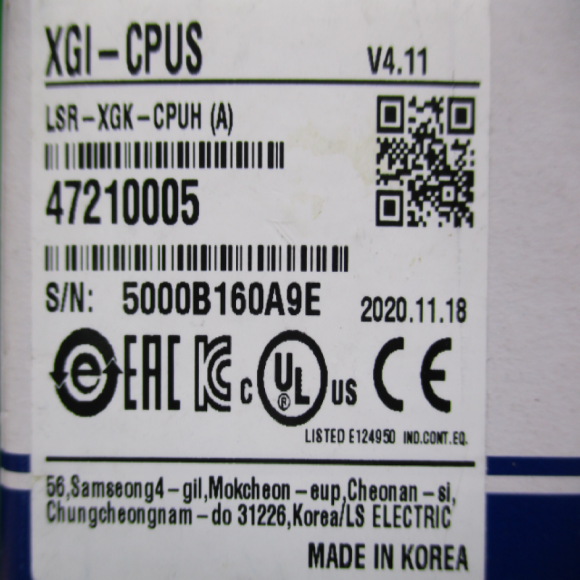 XGI-CPUS V4.11
LSR-XGK-CPUH (A)
47210005
S/N: 5000B160A9E 2020.11.18
e EAC KC C UL ® US CE
LISTED E124950 IND.CONT.EQ.
56,Samseong4-gil,Mokcheon-eup,Cheonan-si,
Chungcheongnam-do 31226,Korea/LS ELECTRIC
MADE IN KOREA